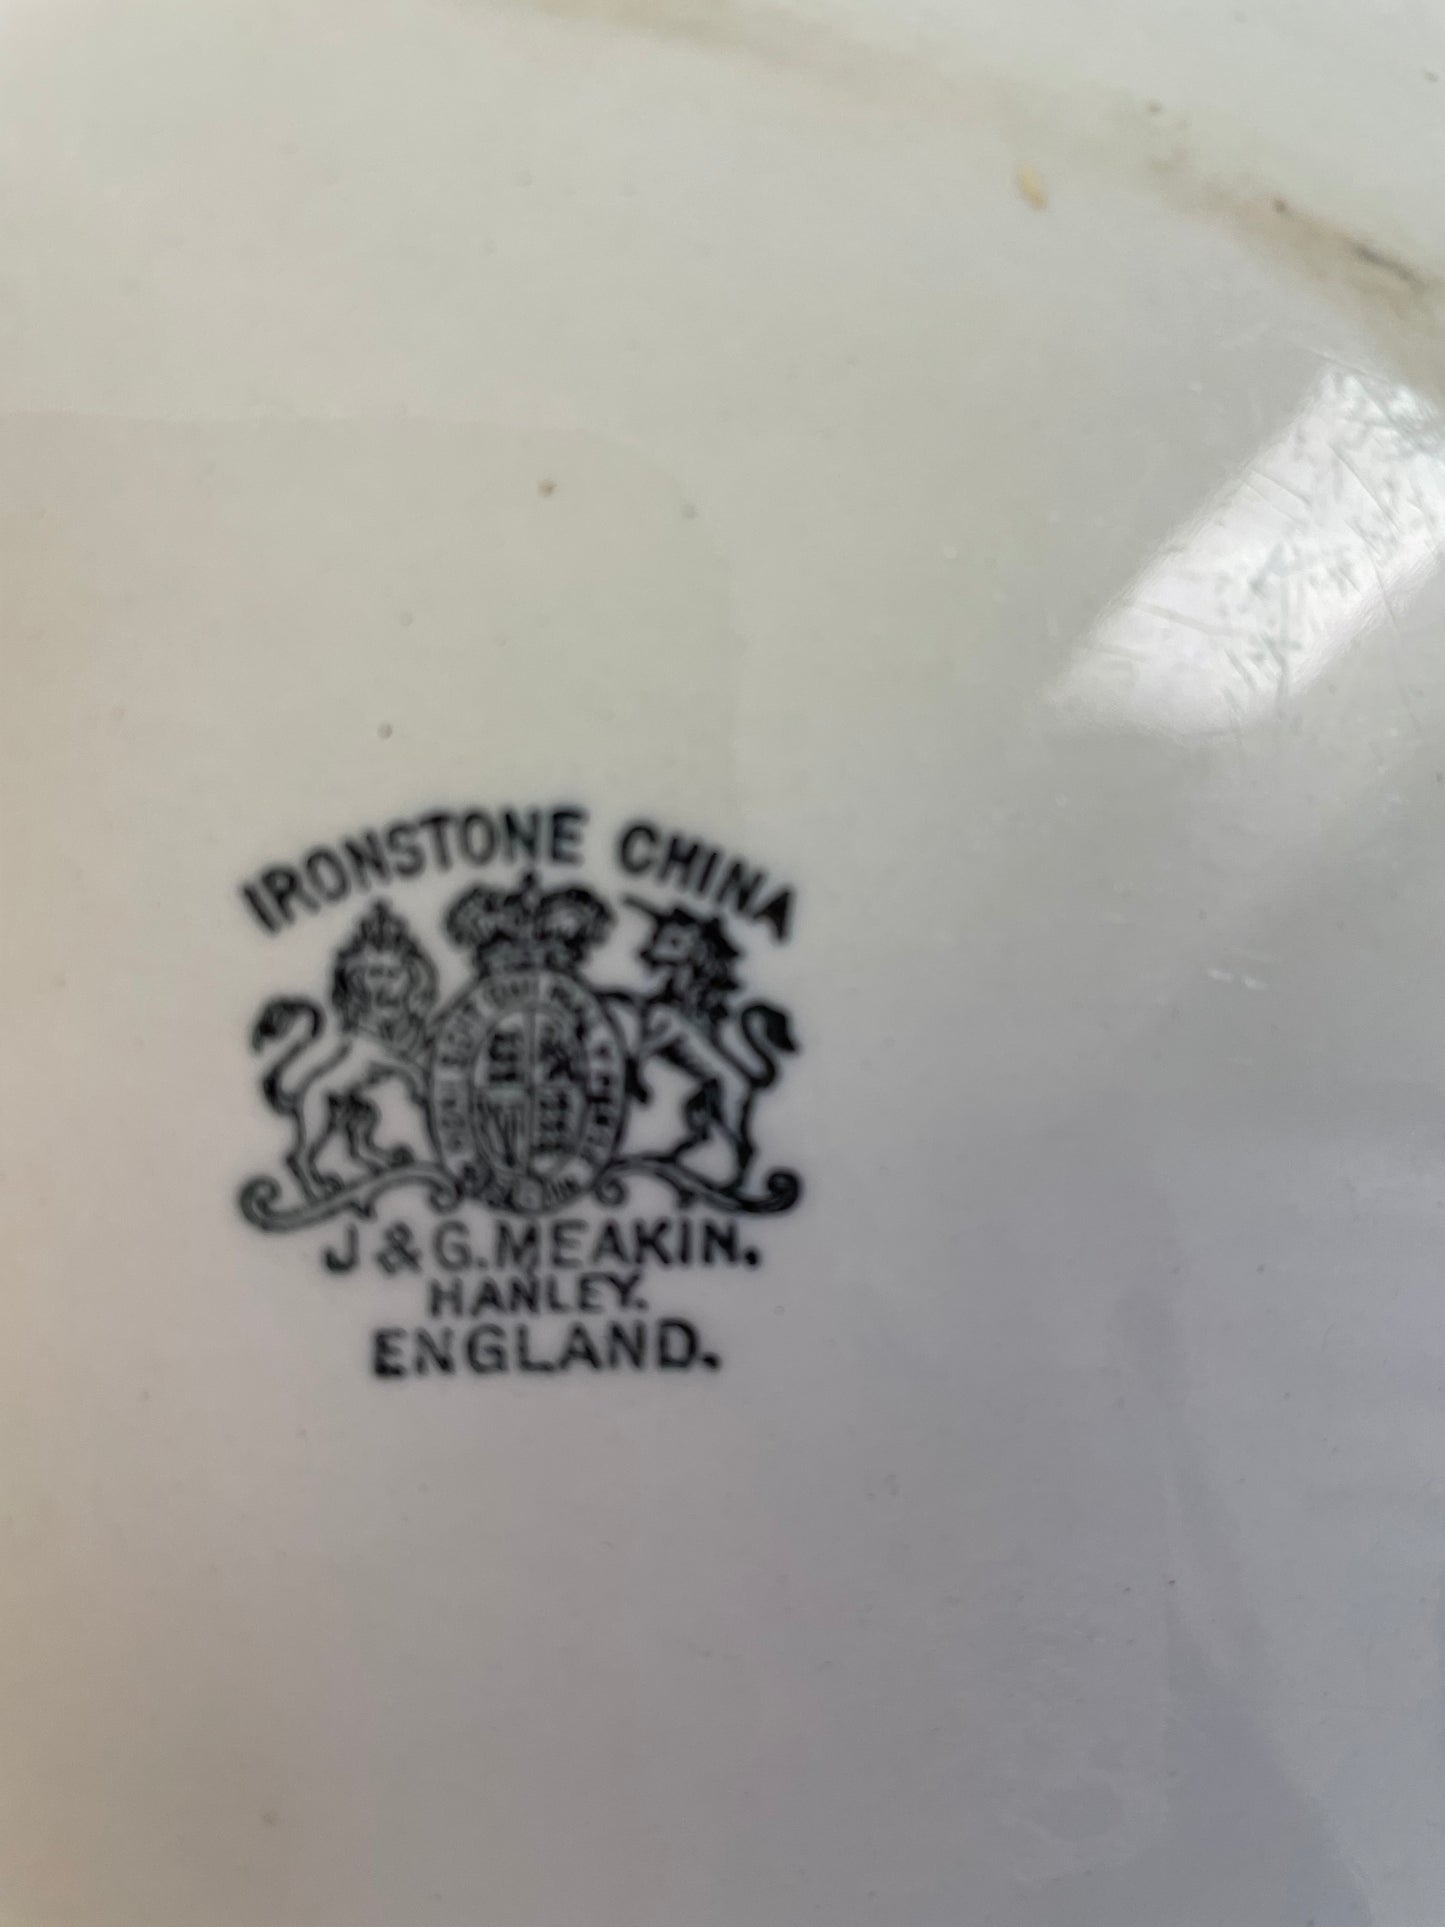 IRONSTONE CHINA
J & G. MEAKIN.
HANLEY.
ENGLAND.